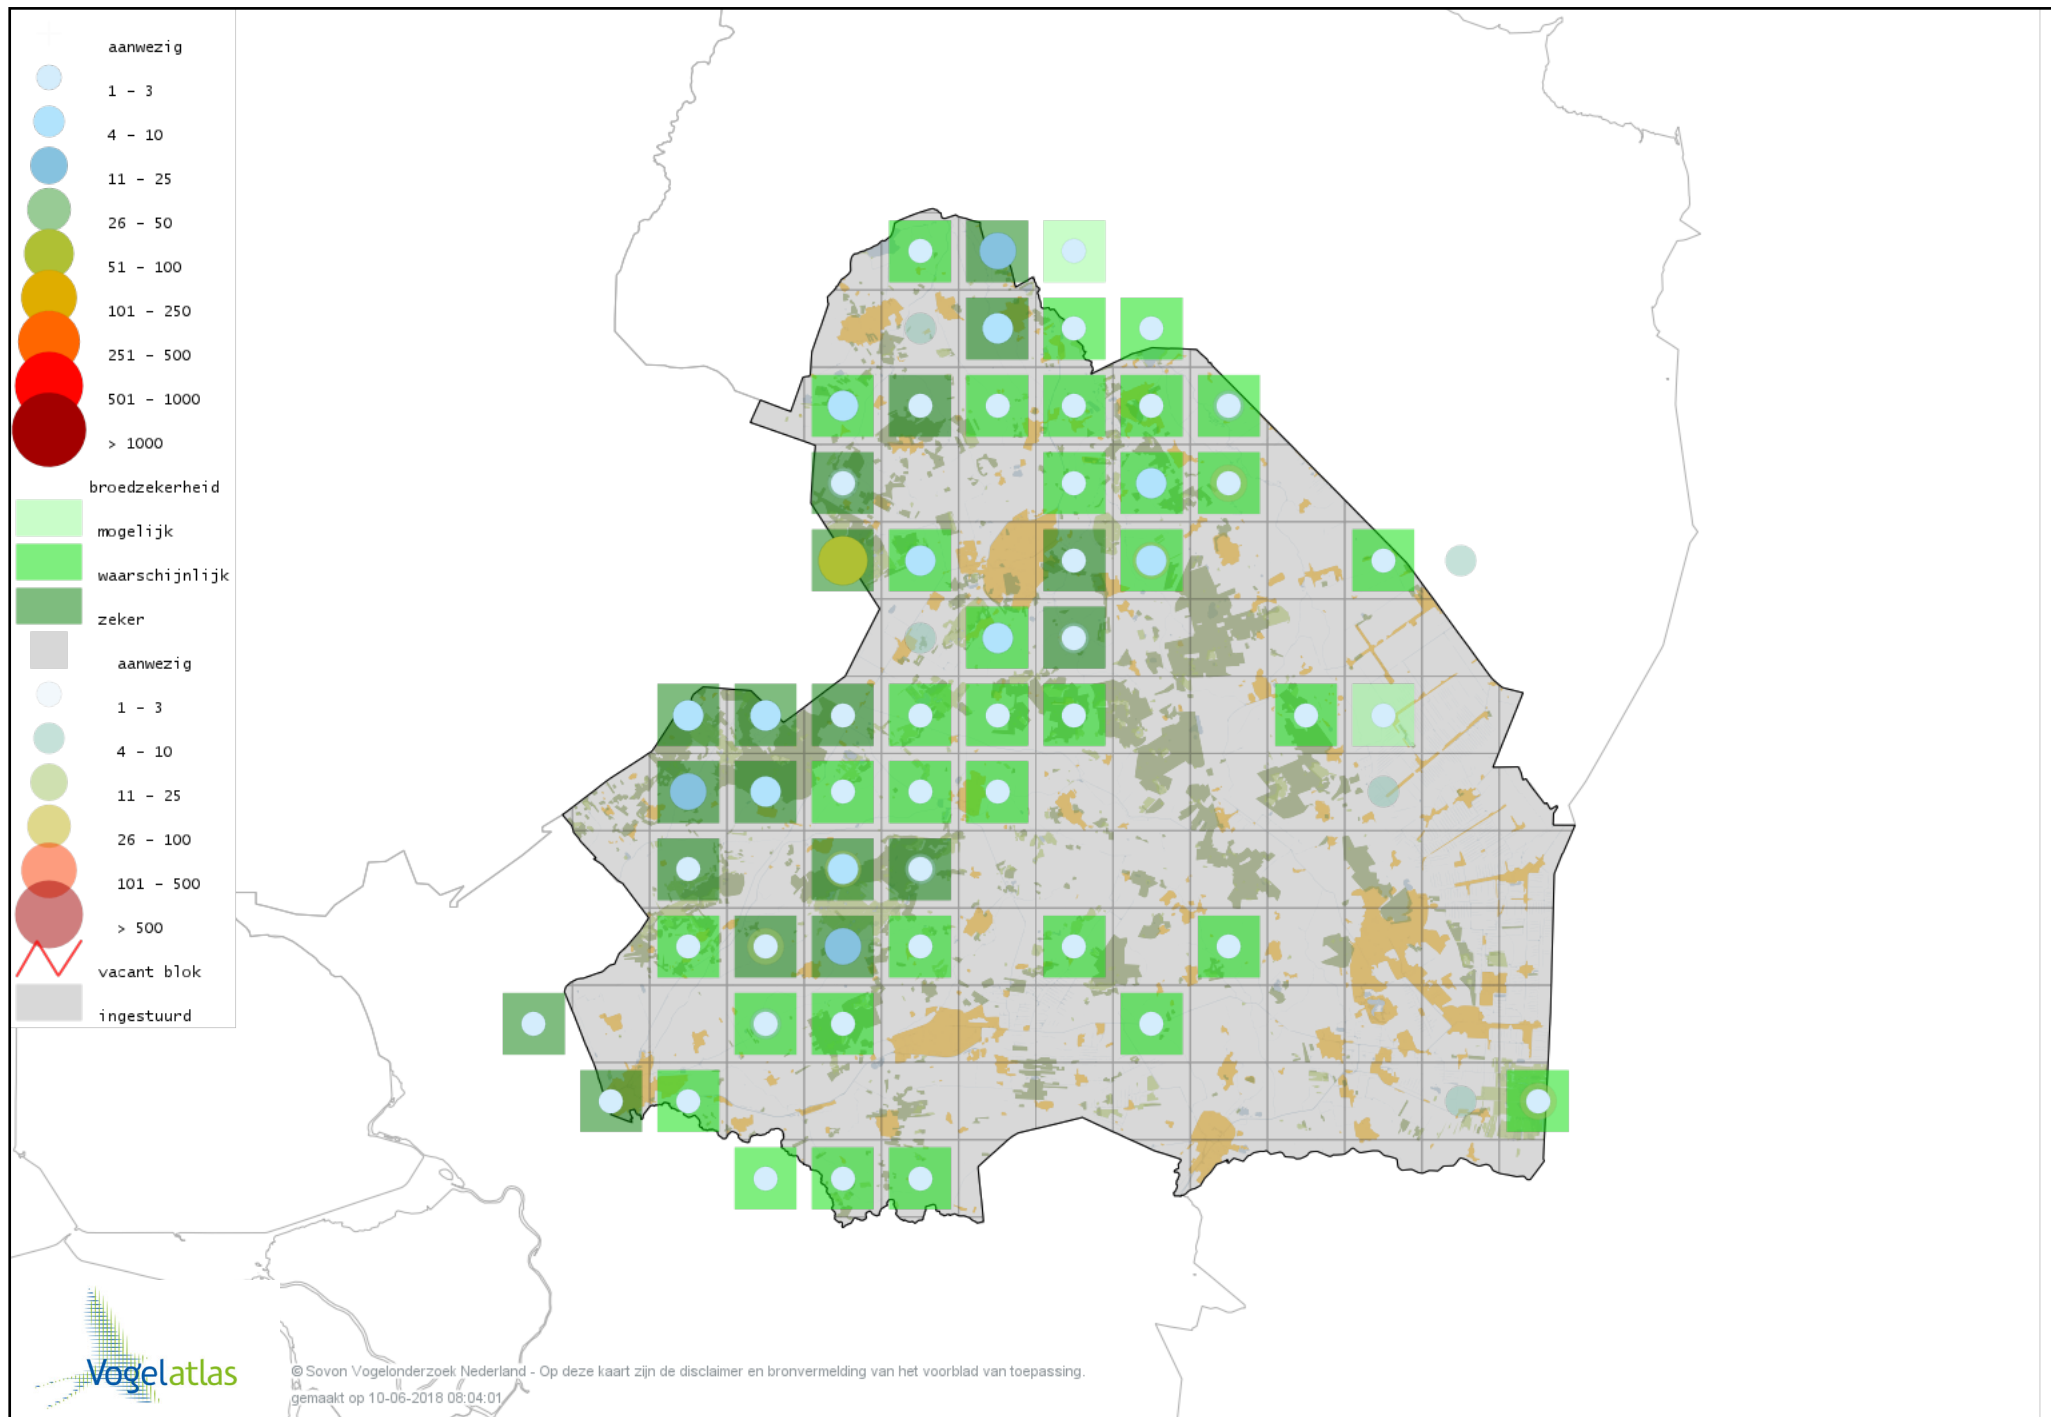 aanwezig
1 - 3
4 - 10
11 - 25
26 - 50
51 - 100
101 - 250
251 - 500
501 - 1000
> 1000
broedzekerheid
mogelijk
waarschijnlijk
zeker
aanwezig
1 - 3
4 - 10
11 - 25
26 - 100
101 - 500
> 500
vacant blok
ingestuurd
Vogelatlas
© Sovon Vogelonderzoek Nederland - Op deze kaart zijn de disclaimer en bronvermelding van het voorblad van toepassing.
gemaakt op 10-06-2018 08:04:01